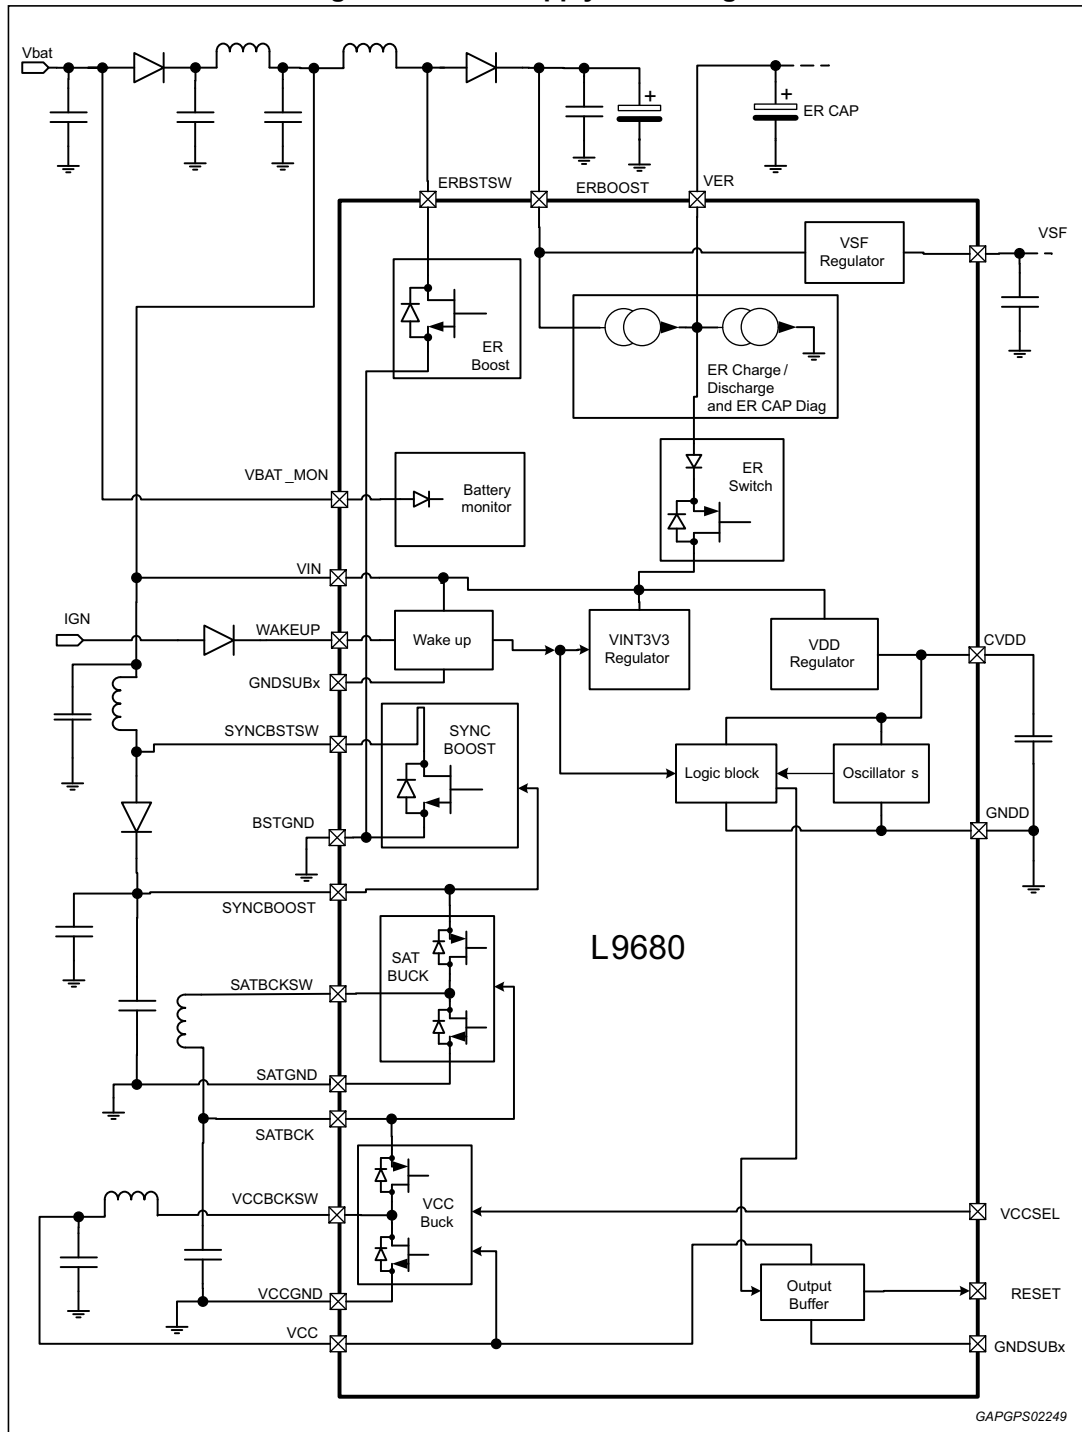 Vbat
+
+
ER CAP
ERBSTSW
ERBOOST
VER
VSF
Regulator
VSF
ER
Boost
ER Charge /
Discharge
and ER CAP Diag
VBAT_MON
Battery
monitor
ER
Switch
VIN
IGN
WAKEUP
Wake up
VINT3V3
Regulator
VDD
Regulator
CVDD
GNDSUBx
SYNCBSTSW
SYNC
BOOST
Logic block
Oscillator s
BSTGND
GNDD
SYNCBOOST
SAT
BUCK
L9680
SATBCKSW
SATGND
SATBCK
VCCBCKSW
VCC
Buck
VCCSEL
VCCGND
Output
Buffer
RESET
VCC
GNDSUBx
GAPGPS02249